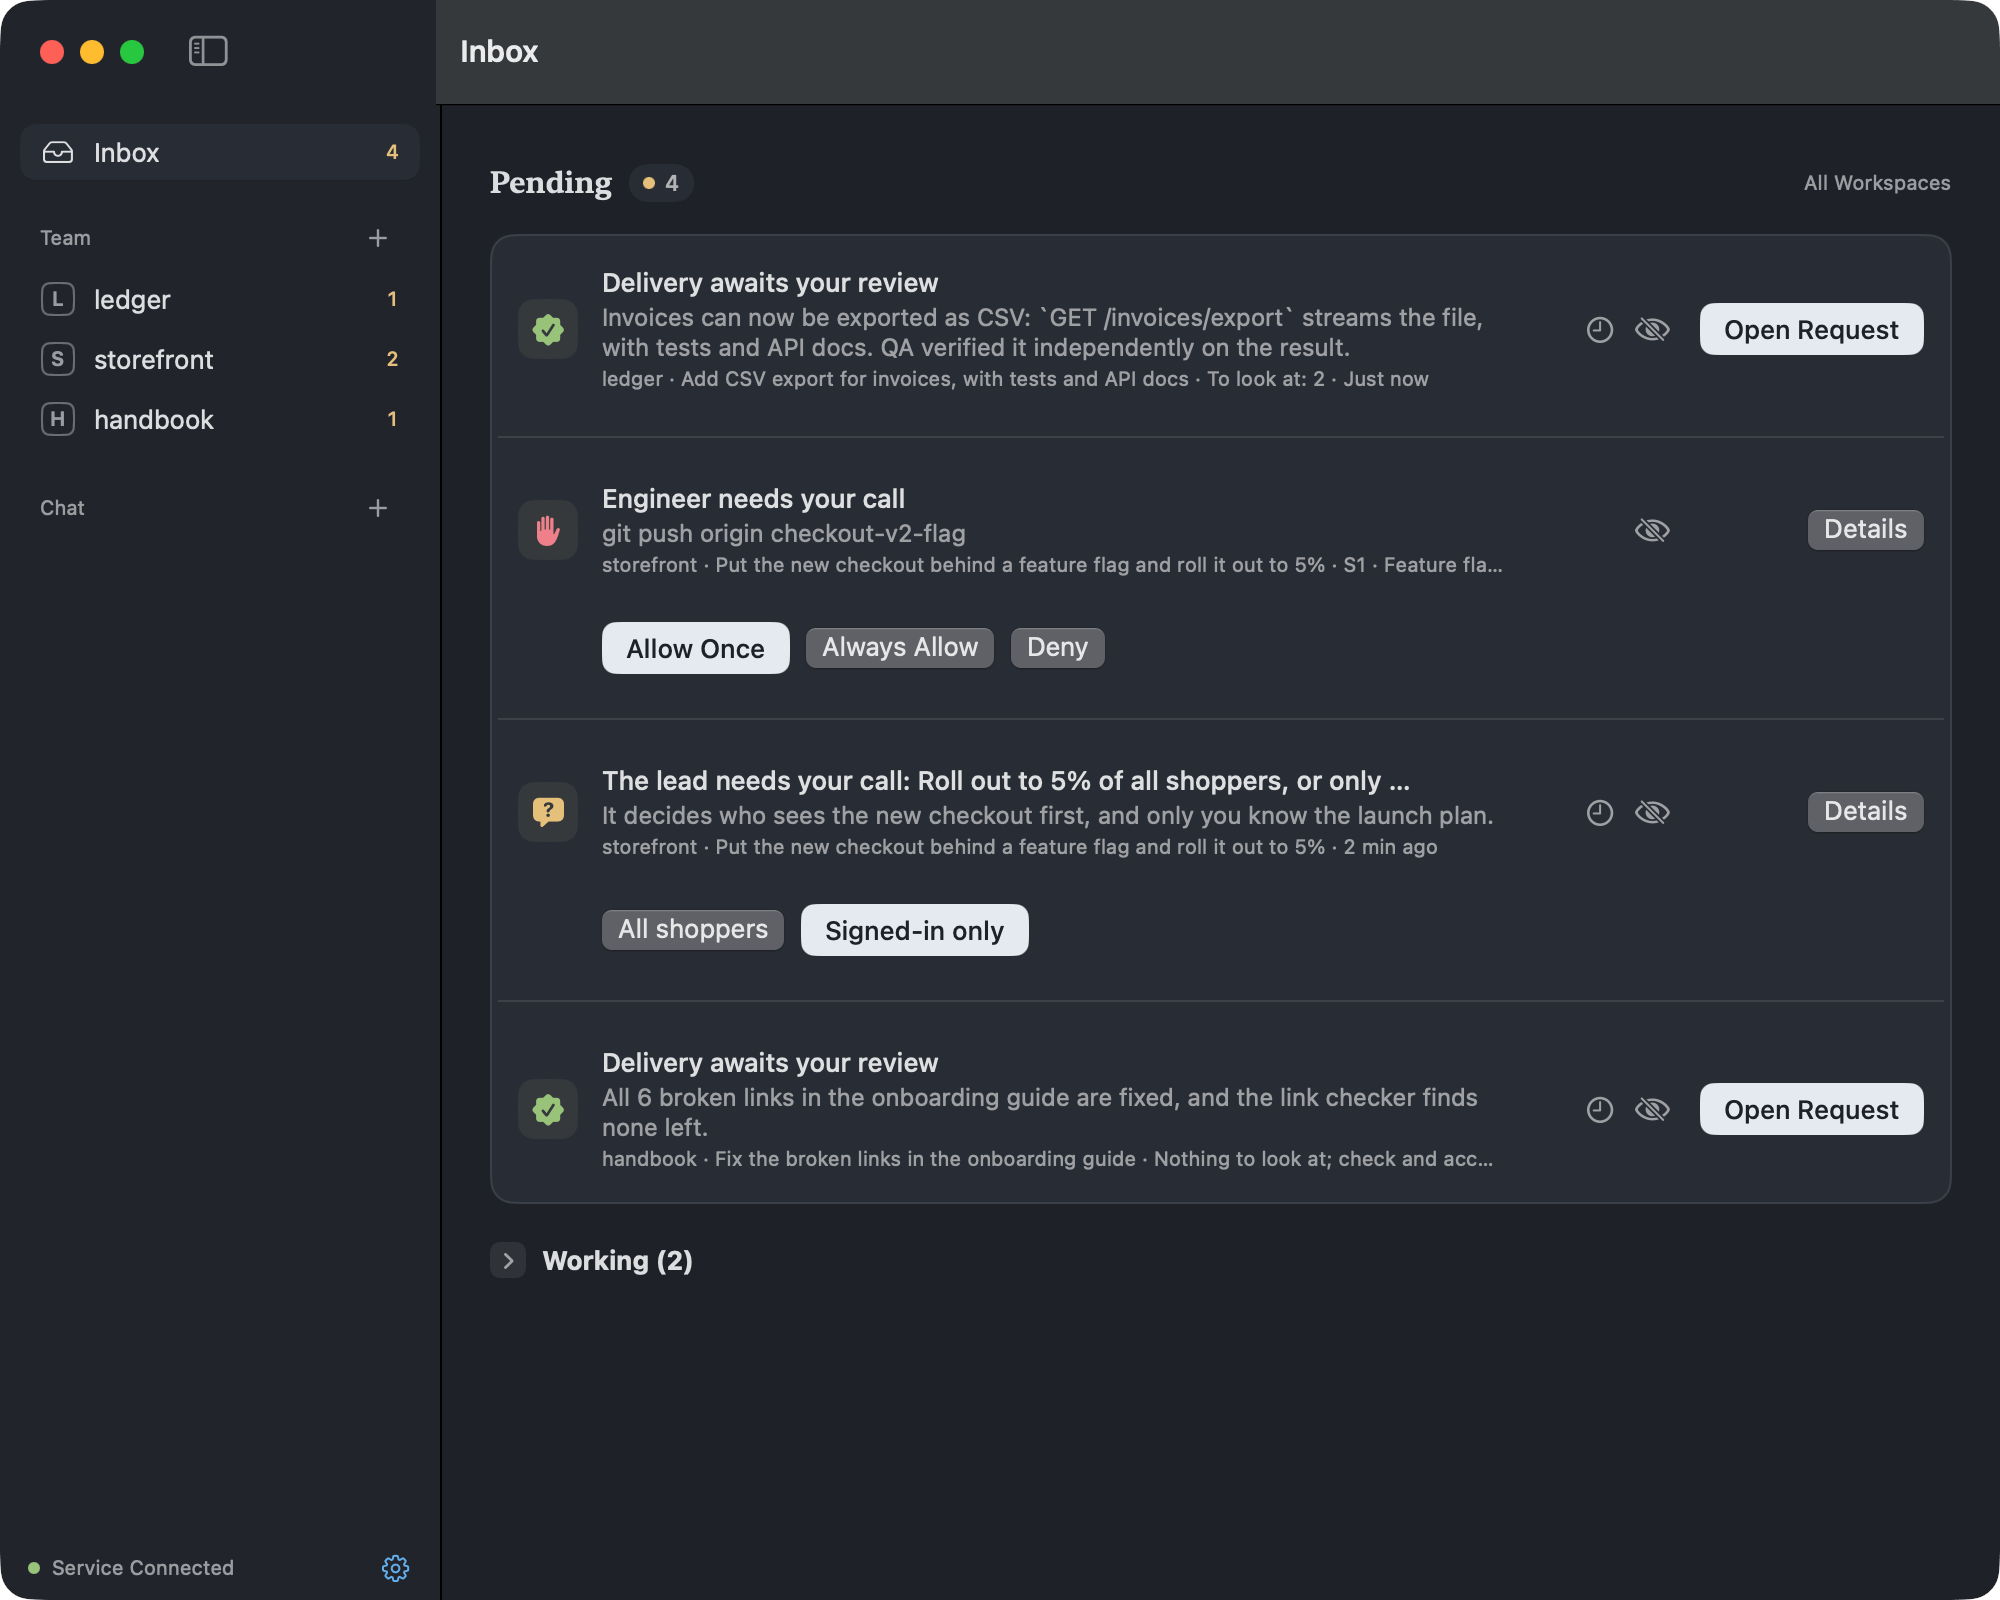 Inbox
Inbox
4
Team
L
ledger
1
S
storefront
2
H
handbook
1
Chat
Service Connected
Pending
4
All Workspaces
Delivery awaits your review
Invoices can now be exported as CSV: `GET /invoices/export` streams the file,
with tests and API docs. QA verified it independently on the result.
ledger · Add CSV export for invoices, with tests and API docs · To look at: 2 · Just now
Open Request
Engineer needs your call
git push origin checkout-v2-flag
storefront · Put the new checkout behind a feature flag and roll it out to 5% · S1 · Feature fla...
Details
Allow Once
Always Allow
Deny
The lead needs your call: Roll out to 5% of all shoppers, or only ...
It decides who sees the new checkout first, and only you know the launch plan.
storefront · Put the new checkout behind a feature flag and roll it out to 5% · 2 min ago
Details
All shoppers
Signed-in only
Delivery awaits your review
All 6 broken links in the onboarding guide are fixed, and the link checker finds
none left.
handbook · Fix the broken links in the onboarding guide · Nothing to look at; check and acc...
Open Request
Working (2)